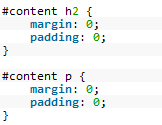 #content h2 {
    margin: 0;
    padding: 0;
}

#content p {
    margin: 0;
    padding: 0;
}